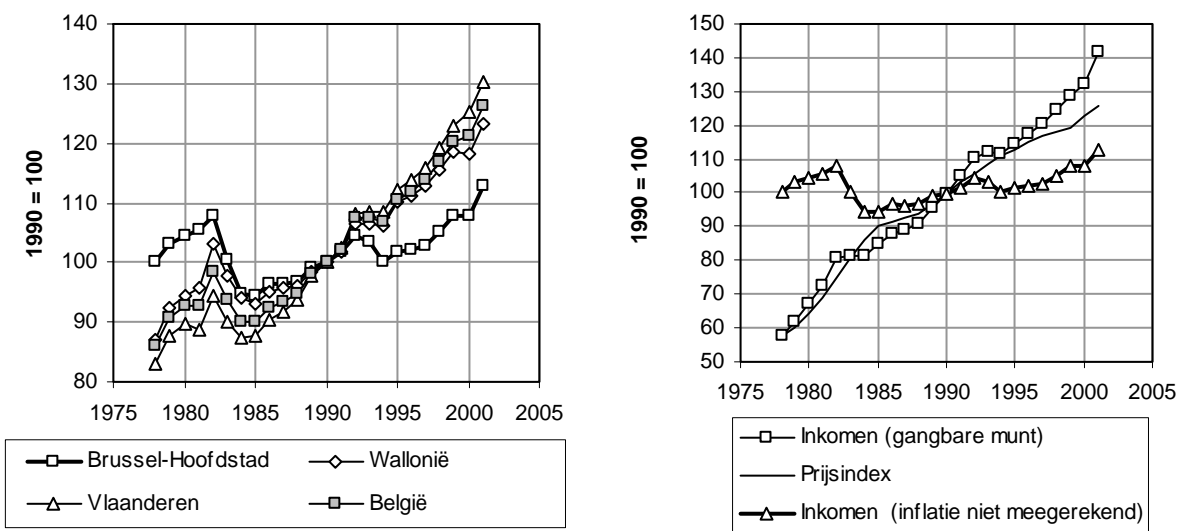 140
130
120
110
100
90
80
1990 = 100
1975 1980 1985 1990 1995 2000 2005
Brussel-Hoofdstad Wallonië
Vlaanderen België
150
140
130
120
110
100
90
80
70
60
50
1990 = 100
1975 1980 1985 1990 1995 2000 2005
Inkomen (gangbare munt)
Prijsindex
Inkomen (inflatie niet meegerekend)